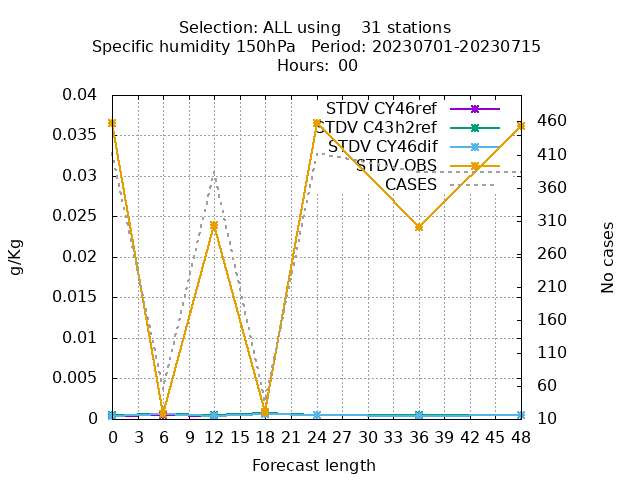 Selection: ALL using    31 stations
Specific humidity 150hPa   Period: 20230701-20230715
Hours: 00
STDV CY46ref
STDV C43h2ref
STDV CY46dif
STDV OBS
CASES
0.04
0.035
0.03
0.025
0.02
0.015
0.01
0.005
0
460
410
360
310
260
210
160
110
60
10
g/Kg
No cases
0 3 6 9 12 15 18 21 24 27 30 33 36 39 42 45 48
Forecast length